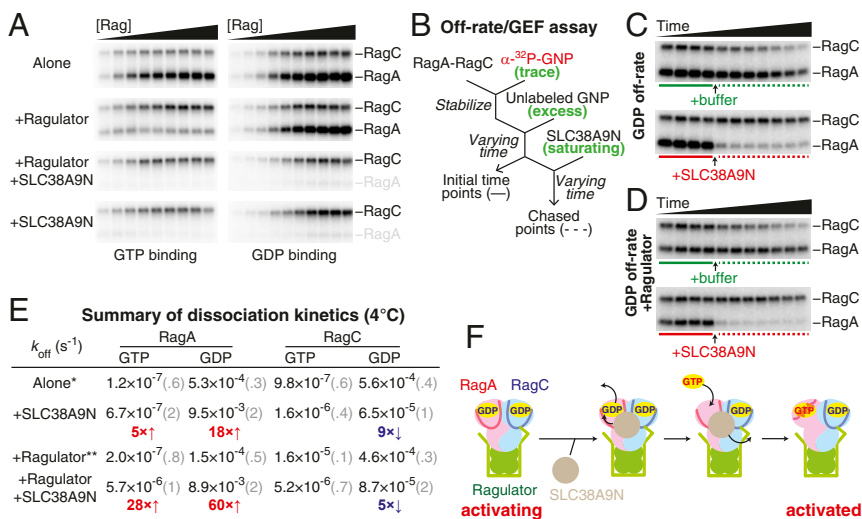 A
[Rag]
[Rag]
Alone
–RagC
–RagA
+Ragulator
–RagC
–RagA
+Ragulator
+SLC38A9N
–RagC
–RagA
+SLC38A9N
–RagC
–RagA
GTP binding
GDP binding
B
Off-rate/GEF assay
RagA-RagC
α-³²P-GNP
(trace)
Stabilize
Unlabeled GNP
(excess)
Varying
time
SLC38A9N
(saturating)
Initial time
points (—)
Varying
time
Chased
points (- - -)
C
Time
GDP off-rate
–RagC
–RagA
+buffer
–RagC
–RagA
+SLC38A9N
D
Time
GDP off-rate
+Ragulator
–RagC
–RagA
+buffer
–RagC
–RagA
+SLC38A9N
E
Summary of dissociation kinetics (4°C)
k_off (s⁻¹)
RagA
RagC
GTP GDP GTP GDP
Alone* 1.2×10⁻⁷(.6) 5.3×10⁻⁴(.3) 9.8×10⁻⁷(.6) 5.6×10⁻⁴(.4)
+SLC38A9N 6.7×10⁻⁷(2) 9.5×10⁻³(2) 1.6×10⁻⁶(.4) 6.5×10⁻⁵(1)
5×↑ 18×↑ 9×↓
+Ragulator** 2.0×10⁻⁷(.8) 1.5×10⁻⁴(.5) 1.6×10⁻⁵(.1) 4.6×10⁻⁴(.3)
+Ragulator
+SLC38A9N 5.7×10⁻⁶(1) 8.9×10⁻³(2) 5.2×10⁻⁶(.7) 8.7×10⁻⁵(2)
28×↑ 60×↑ 5×↓
F
RagA RagC
GDP GDP
GDP GDP
GTP
GDP
GTP GDP
Ragulator
SLC38A9N
activating
activated